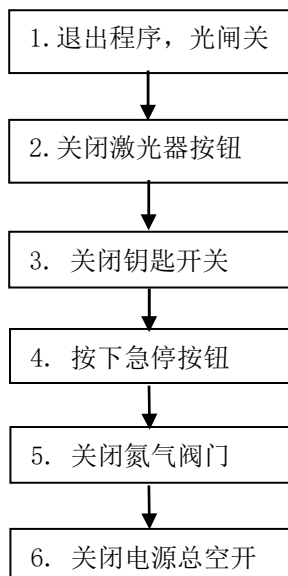 1.退出程序，光闸关
2.关闭激光器按钮
3. 关闭钥匙开关
4. 按下急停按钮
5. 关闭氮气阀门
6. 关闭电源总空开